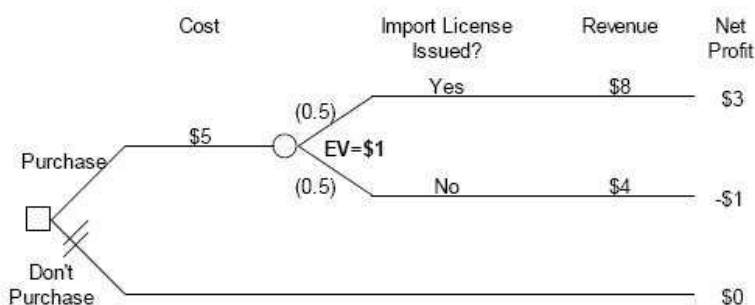 Cost
Import License
Issued?
Revenue
Net
Profit
Yes
$8
$3
(0.5)
$5
EV=$1
Purchase
(0.5)
No
$4
-$1
Don't
Purchase
$0